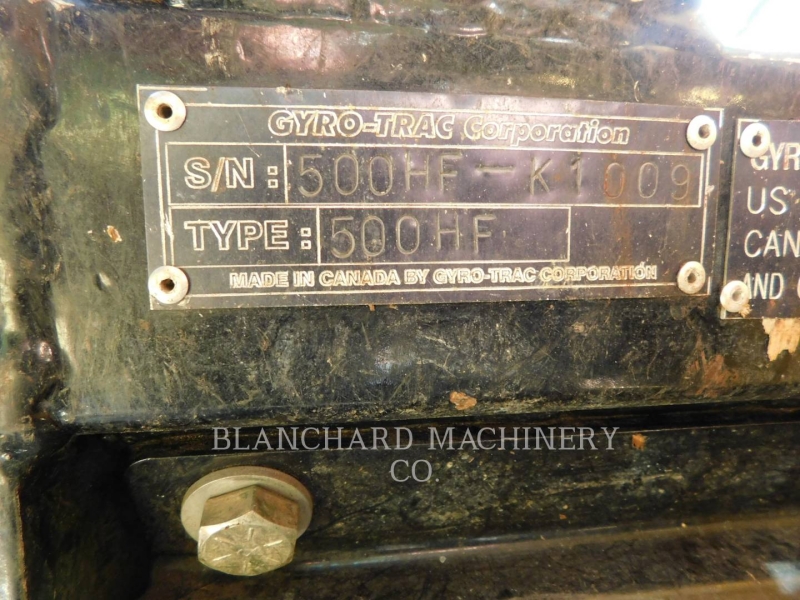 GYRO-TRAC Corporation
S/N: 500HF-K1009
TYPE: 500HF
MADE IN CANADA BY GYRO-TRAC CORPORATION
GYR
US
CAN
AND
BLANCHARD MACHINERY
CO